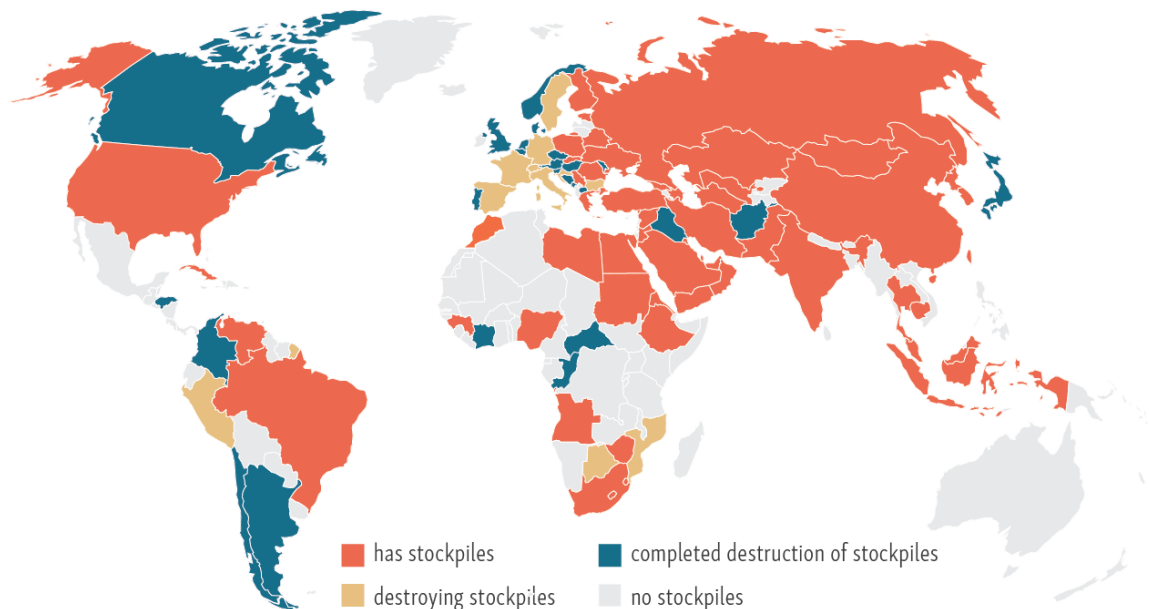 has stockpiles
completed destruction of stockpiles
destroying stockpiles
no stockpiles